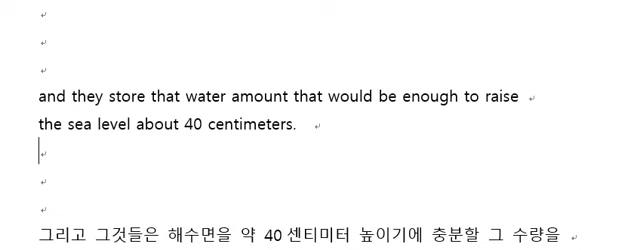 and they store that water amount that would be enough to raise
the sea level about 40 centimeters.
그리고 그것들은 해수면을 약 40센티미터 높이기에 충분할 그 수량을